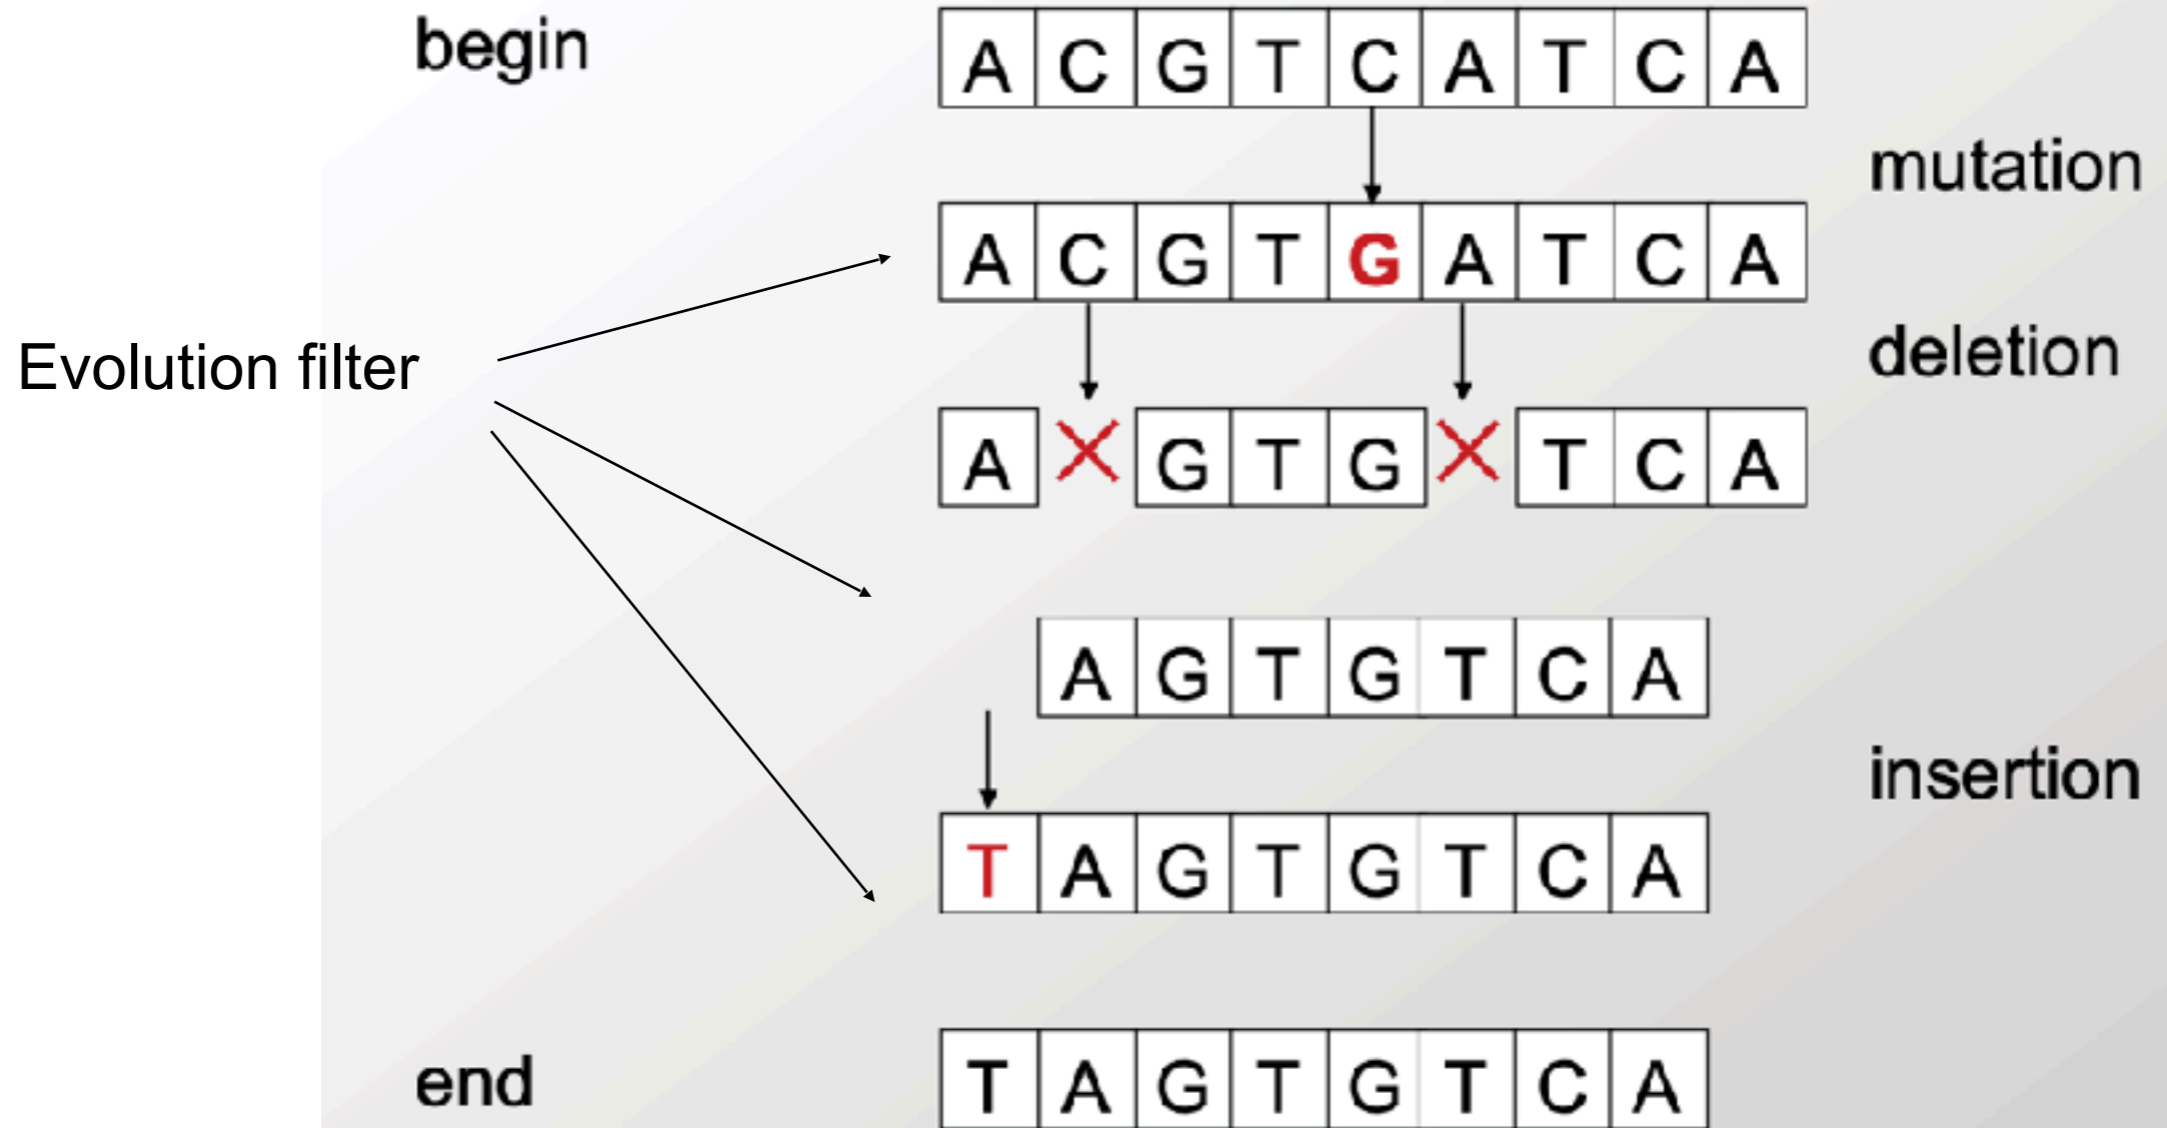 begin
A C G T C A T C A
mutation
A C G T G A T C A
Evolution filter
deletion
A G T G T C A
A G T G T C A
insertion
T A G T G T C A
end
T A G T G T C A